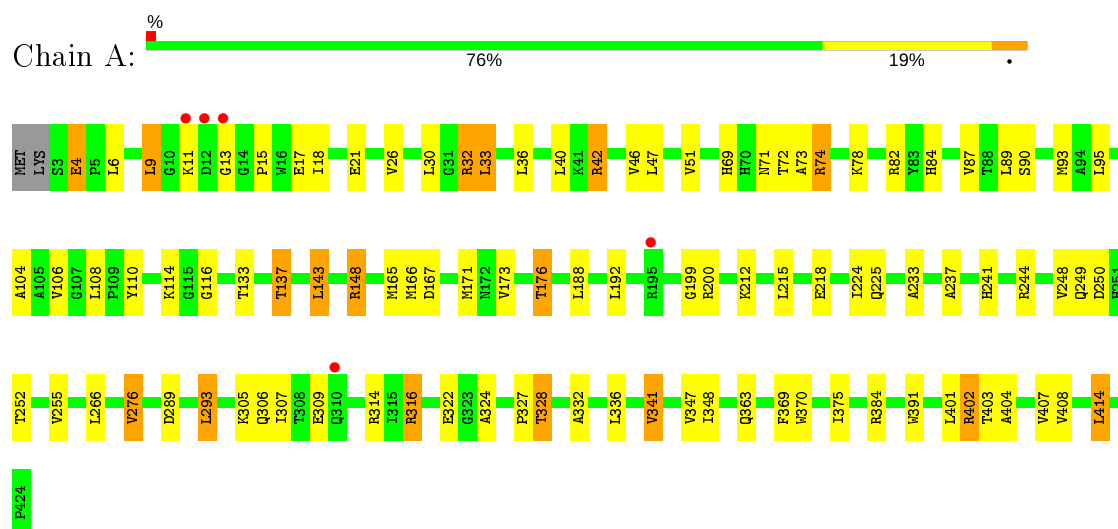 %
Chain A:
76% 19% •
MET LYS S3 E4 P5 L6 L9 G10 K11 D12 G13 G14 P15 W16 E17 I18 E21 V26 L30 G31 R32 L33 L36 L40 K41 R42 V46 L47 V51 H69 H70 N71 T72 A73 R74 K78 R82 Y83 H84 V87 T88 L89 S90 M93 A94 L95
A104 A105 V106 G107 L108 P109 Y110 K114 G115 G116 T133 T137 L143 R148 M165 M166 D167 M171 N172 V173 T176 L188 L192 R195 G199 R200 K212 L215 E218 I224 Q225 A233 A237 H241 R244 V248 Q249 D250 H251
T252 V255 L266 V276 D289 L293 K305 Q306 I307 T308 E309 Q310 R314 I315 R316 E322 G323 A324 P327 T328 A332 L336 V341 V347 I348 Q363 F369 W370 I375 R384 W391 L401 R402 T403 A404 V407 V408 L414
P424